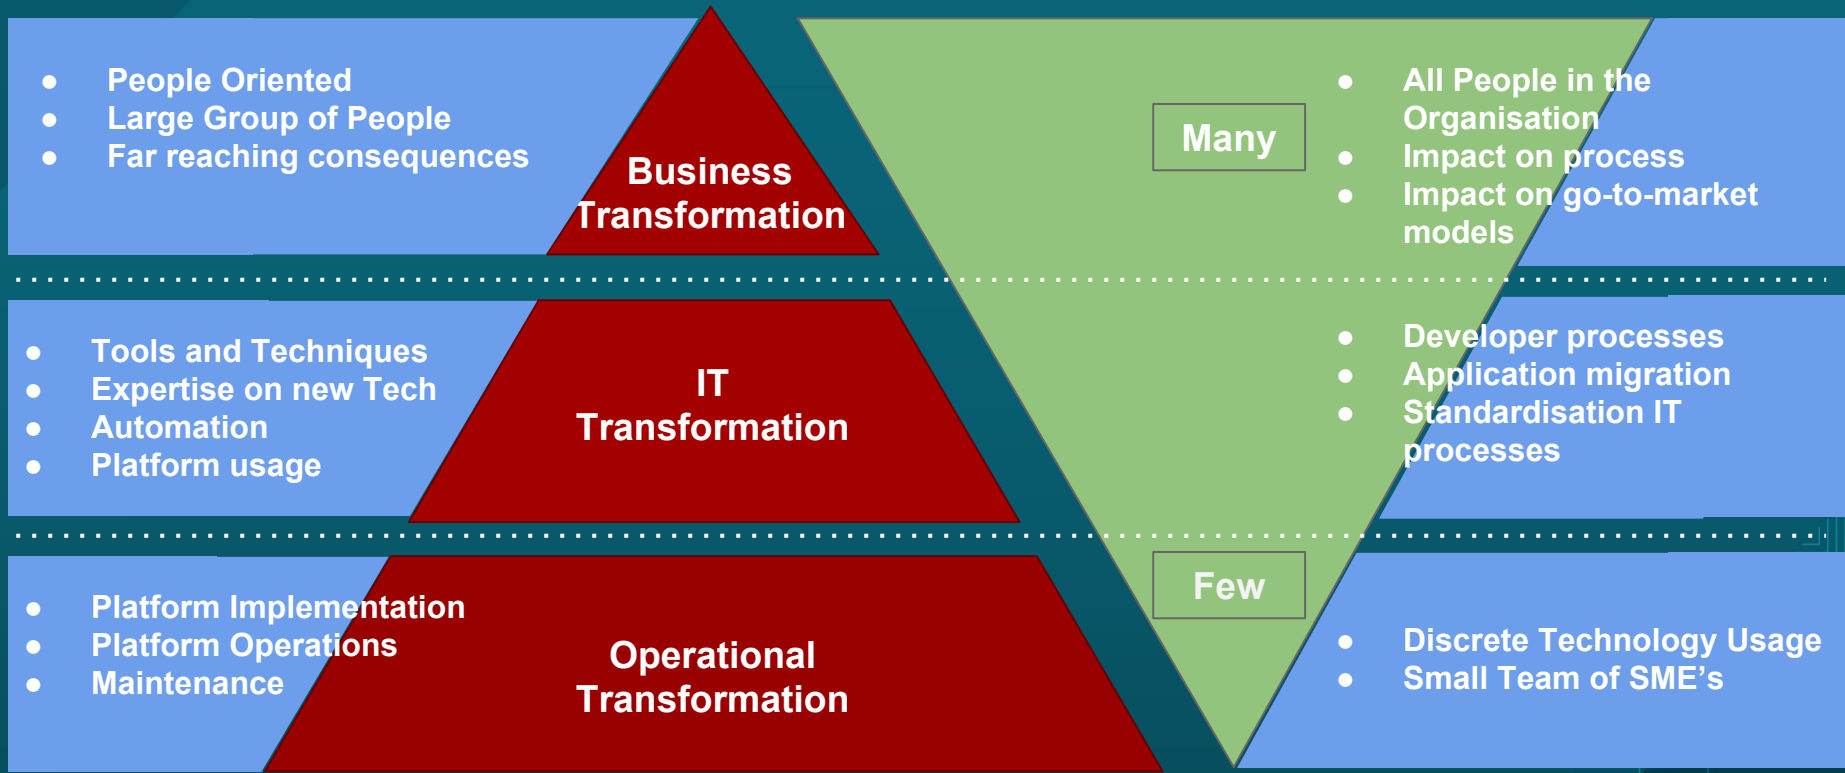 ● People Oriented
● Large Group of People
● Far reaching consequences
Business
Transformation
Many
● All People in the
Organisation
● Impact on process
● Impact on go-to-market
models
● Tools and Techniques
● Expertise on new Tech
● Automation
● Platform usage
IT
Transformation
● Developer processes
● Application migration
● Standardisation IT
processes
● Platform Implementation
● Platform Operations
● Maintenance
Operational
Transformation
Few
● Discrete Technology Usage
● Small Team of SME’s